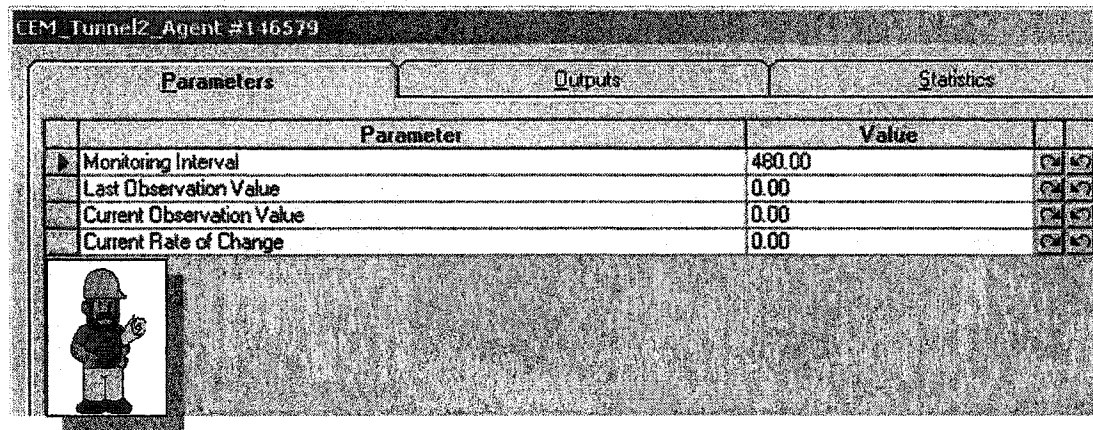 CEM_Tunnel2_Agent #146579
Parameters Outputs Statistics
Parameter Value
Monitoring Interval 480.00
Last Observation Value 0.00
Current Observation Value 0.00
Current Rate of Change 0.00